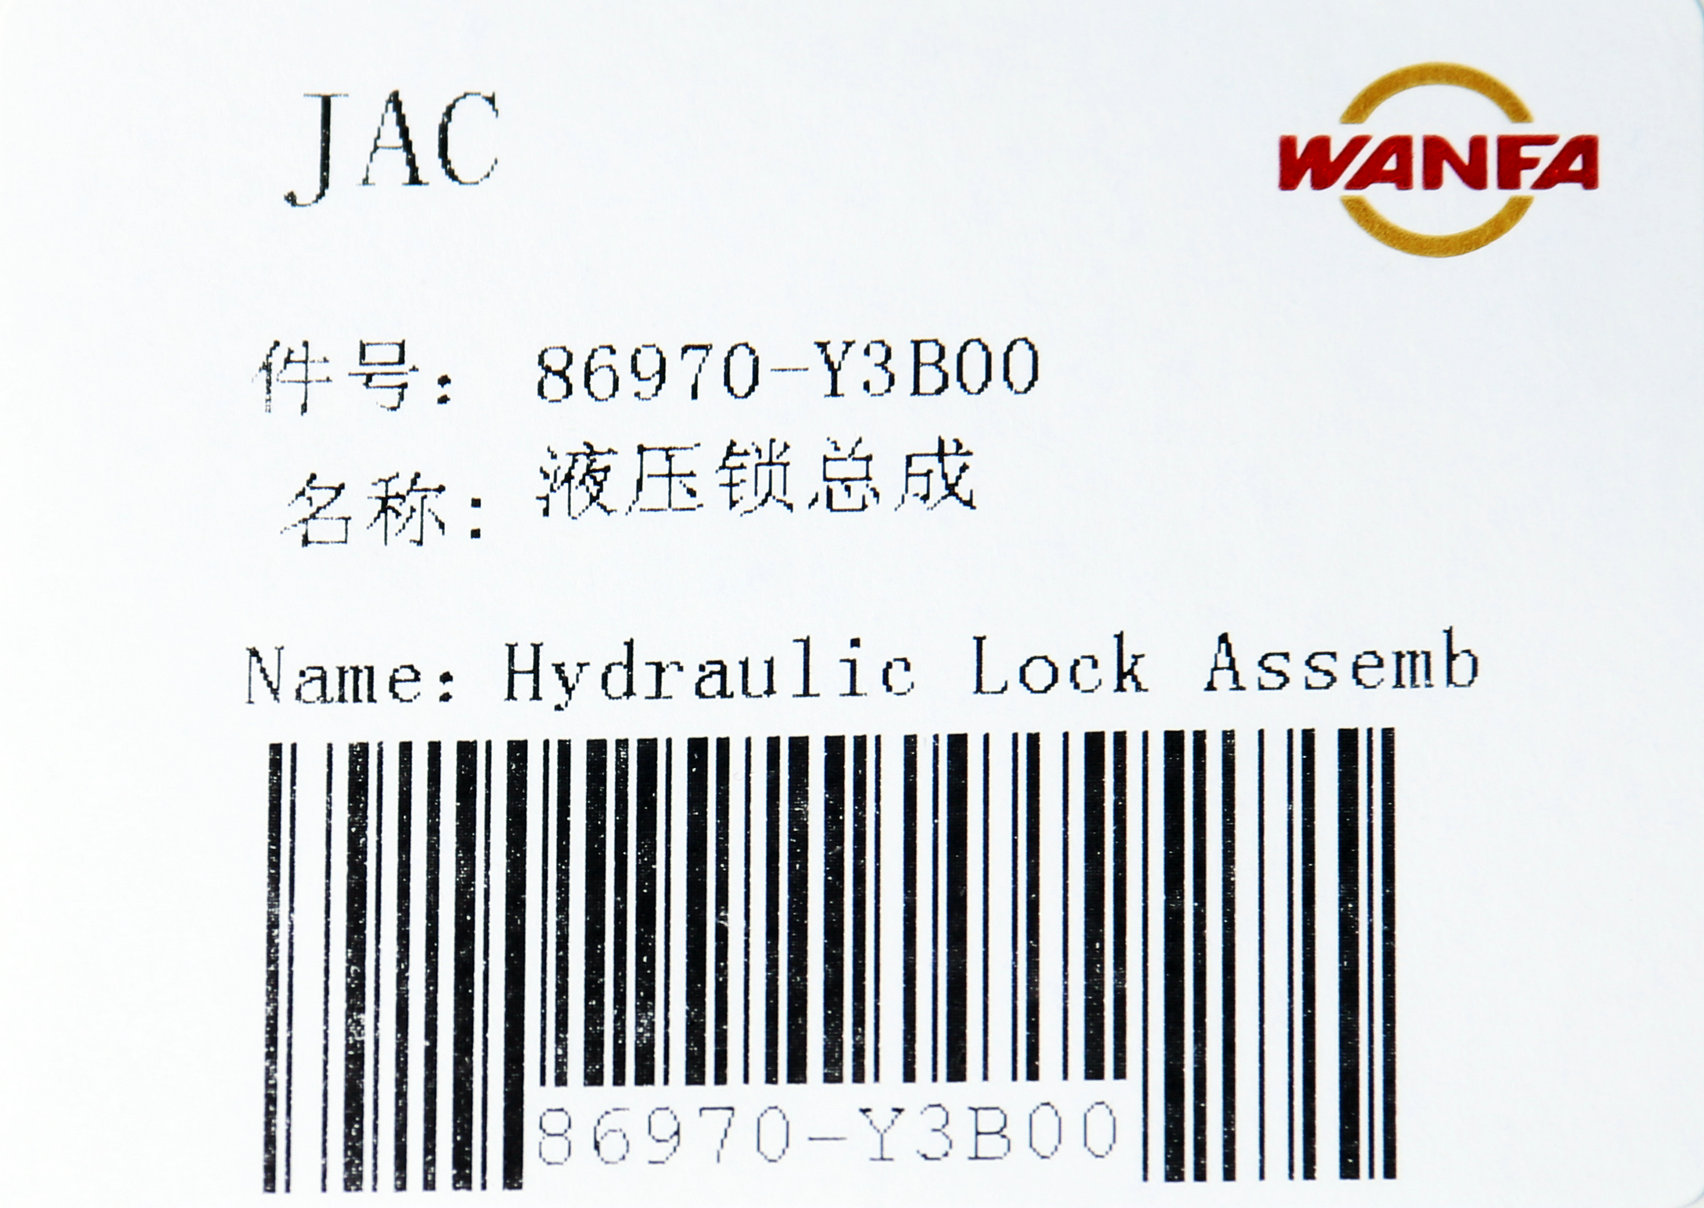 JAC
WANFA
件号： 86970-Y3B00
名称： 液压锁总成
Name: Hydraulic Lock Assemb
86970-Y3B00